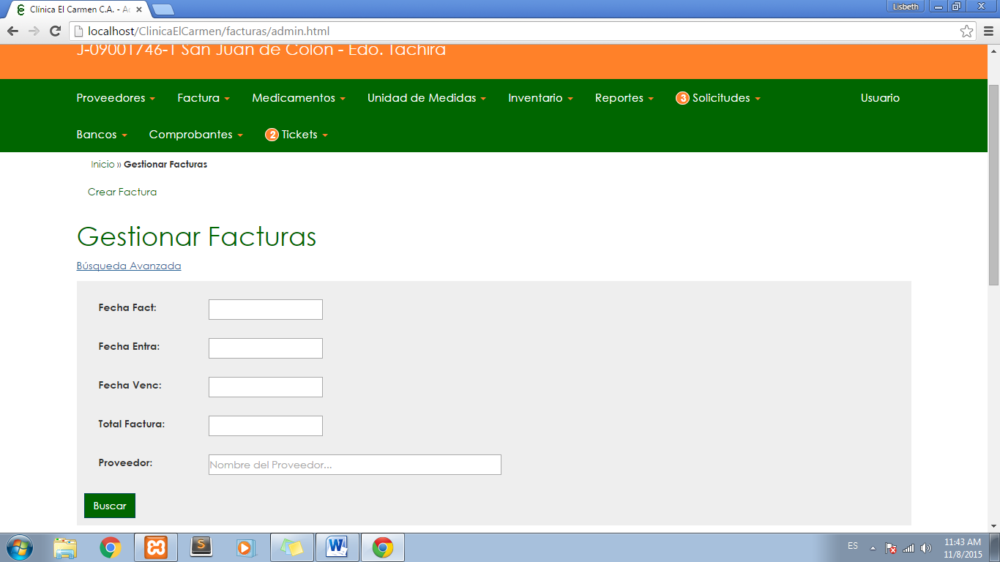 Clínica El Carmen C.A. - A
Lisbeth
localhost/ClinicaElCarmen/facturas/admin.html
J-09001746-1 San Juan de Colon - Edo. Tachira
Proveedores Factura Medicamentos Unidad de Medidas Inventario Reportes 3 Solicitudes Usuario
Bancos Comprobantes 2 Tickets
Inicio » Gestionar Facturas
Crear Factura
Gestionar Facturas
Búsqueda Avanzada
Fecha Fact:
Fecha Entra:
Fecha Venc:
Total Factura:
Proveedor: Nombre del Proveedor...
Buscar
ES
11:43 AM
11/8/2015